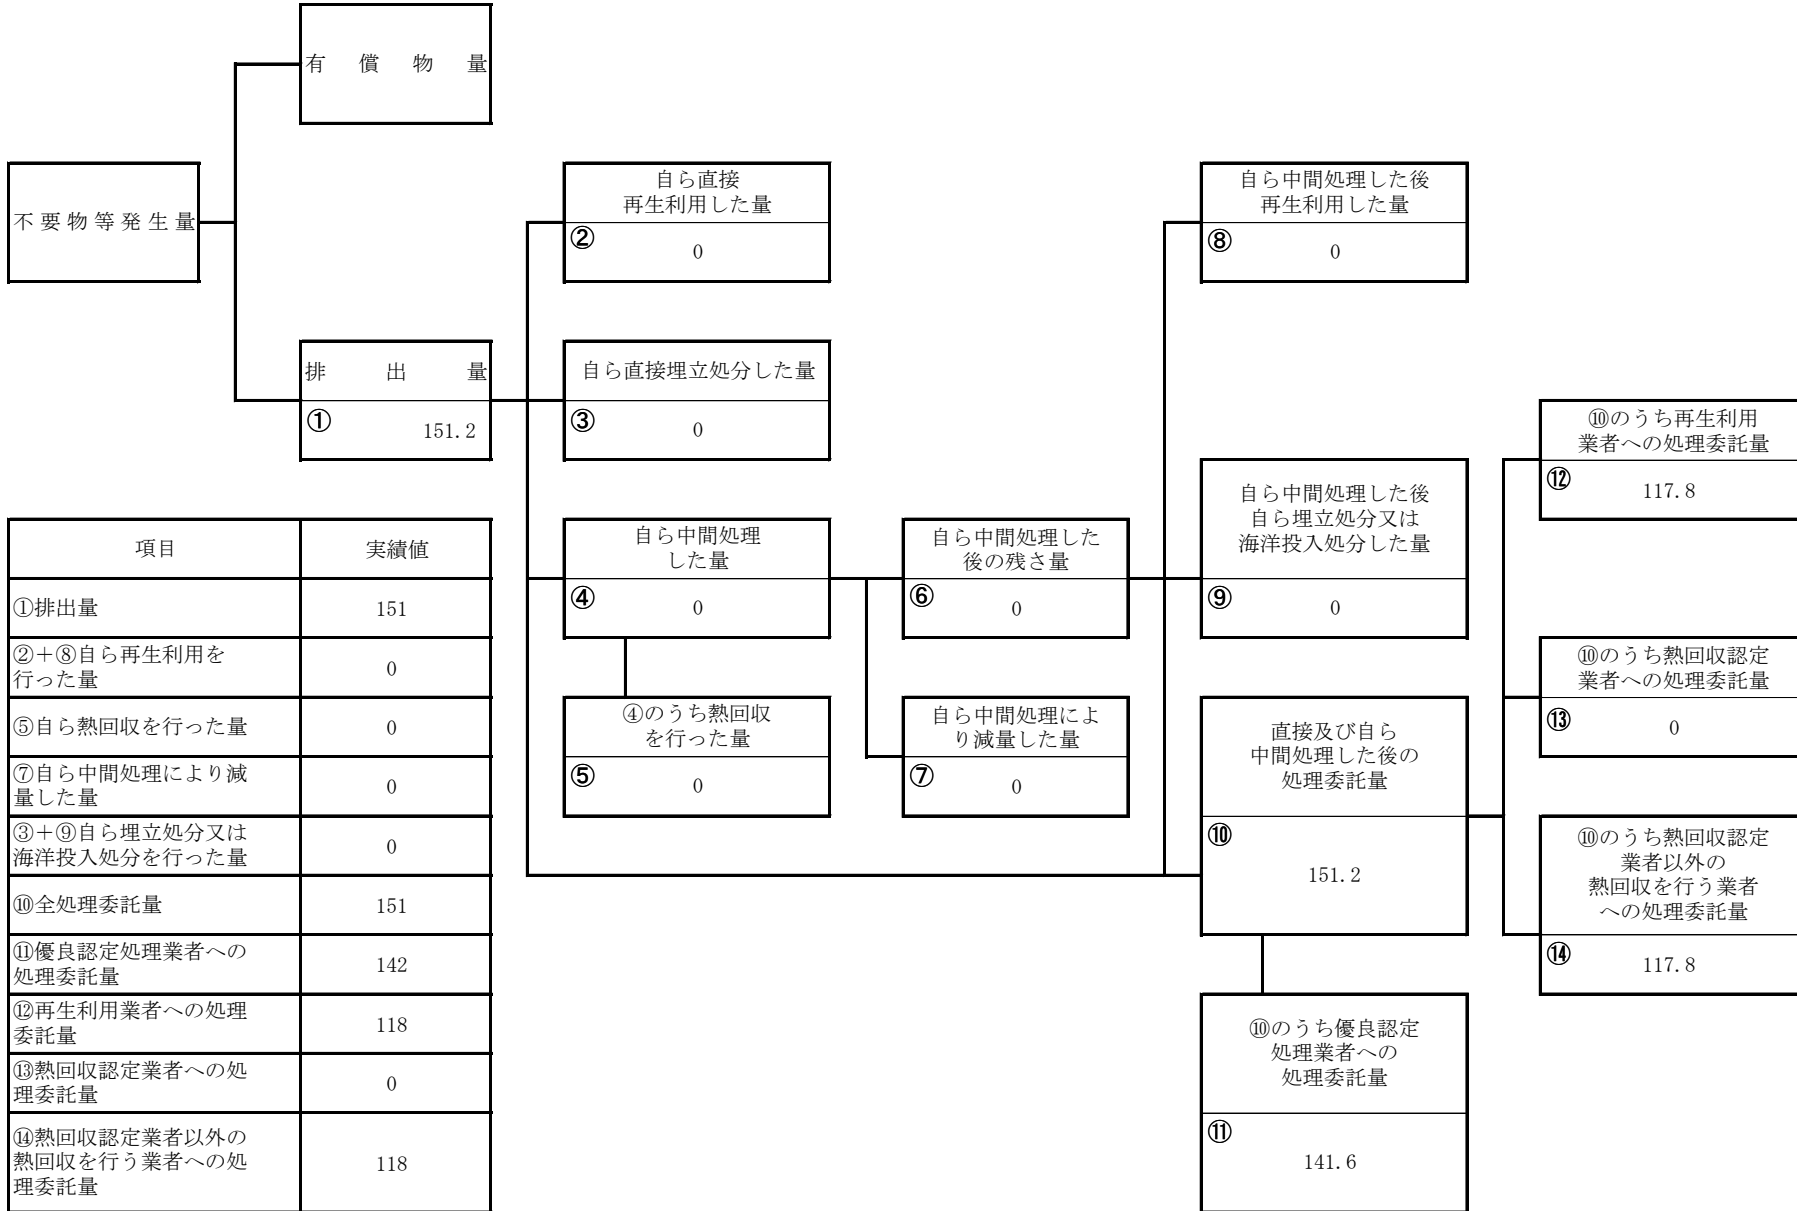 有償物量
不要物等発生量
排出量
①
151.2
自ら直接
再生利用した量
②
0
自ら直接埋立処分した量
③
0
自ら中間処理
した量
④
0
④のうち熱回収
を行った量
⑤
0
自ら中間処理した
後の残さ量
⑥
0
自ら中間処理によ
り減量した量
⑦
0
自ら中間処理した後
再生利用した量
⑧
0
自ら中間処理した後
自ら埋立処分又は
海洋投入処分した量
⑨
0
直接及び自ら
中間処理した後の
処理委託量
⑩
151.2
⑩のうち優良認定
処理業者への
処理委託量
⑪
141.6
⑩のうち再生利用
業者への処理委託量
⑫
117.8
⑩のうち熱回収認定
業者への処理委託量
⑬
0
⑩のうち熱回収認定
業者以外の
熱回収を行う業者
への処理委託量
⑭
117.8
項目 実績値
①排出量 151
②＋⑧自ら再生利用を
行った量 0
⑤自ら熱回収を行った量 0
⑦自ら中間処理により減
量した量 0
③＋⑨自ら埋立処分又は
海洋投入処分を行った量 0
⑩全処理委託量 151
⑪優良認定処理業者への
処理委託量 142
⑫再生利用業者への処理
委託量 118
⑬熱回収認定業者への処
理委託量 0
⑭熱回収認定業者以外の
熱回収を行う業者への処
理委託量 118